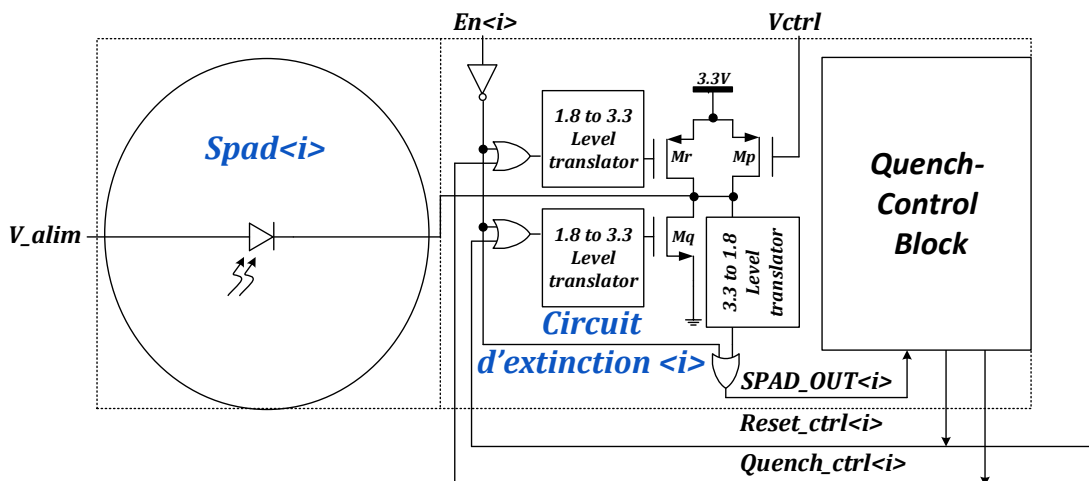 En<i>
Vctrl
3.3V
1.8 to 3.3
Level
translator
Spad<i>
Mr
Mp
Quench-
Control
Block
V_alim
1.8 to 3.3
Level
translator
Mq
3.3 to 1.8
Level
translator
Circuit
d'extinction <i>
SPAD_OUT<i>
Reset_ctrl<i>
Quench_ctrl<i>